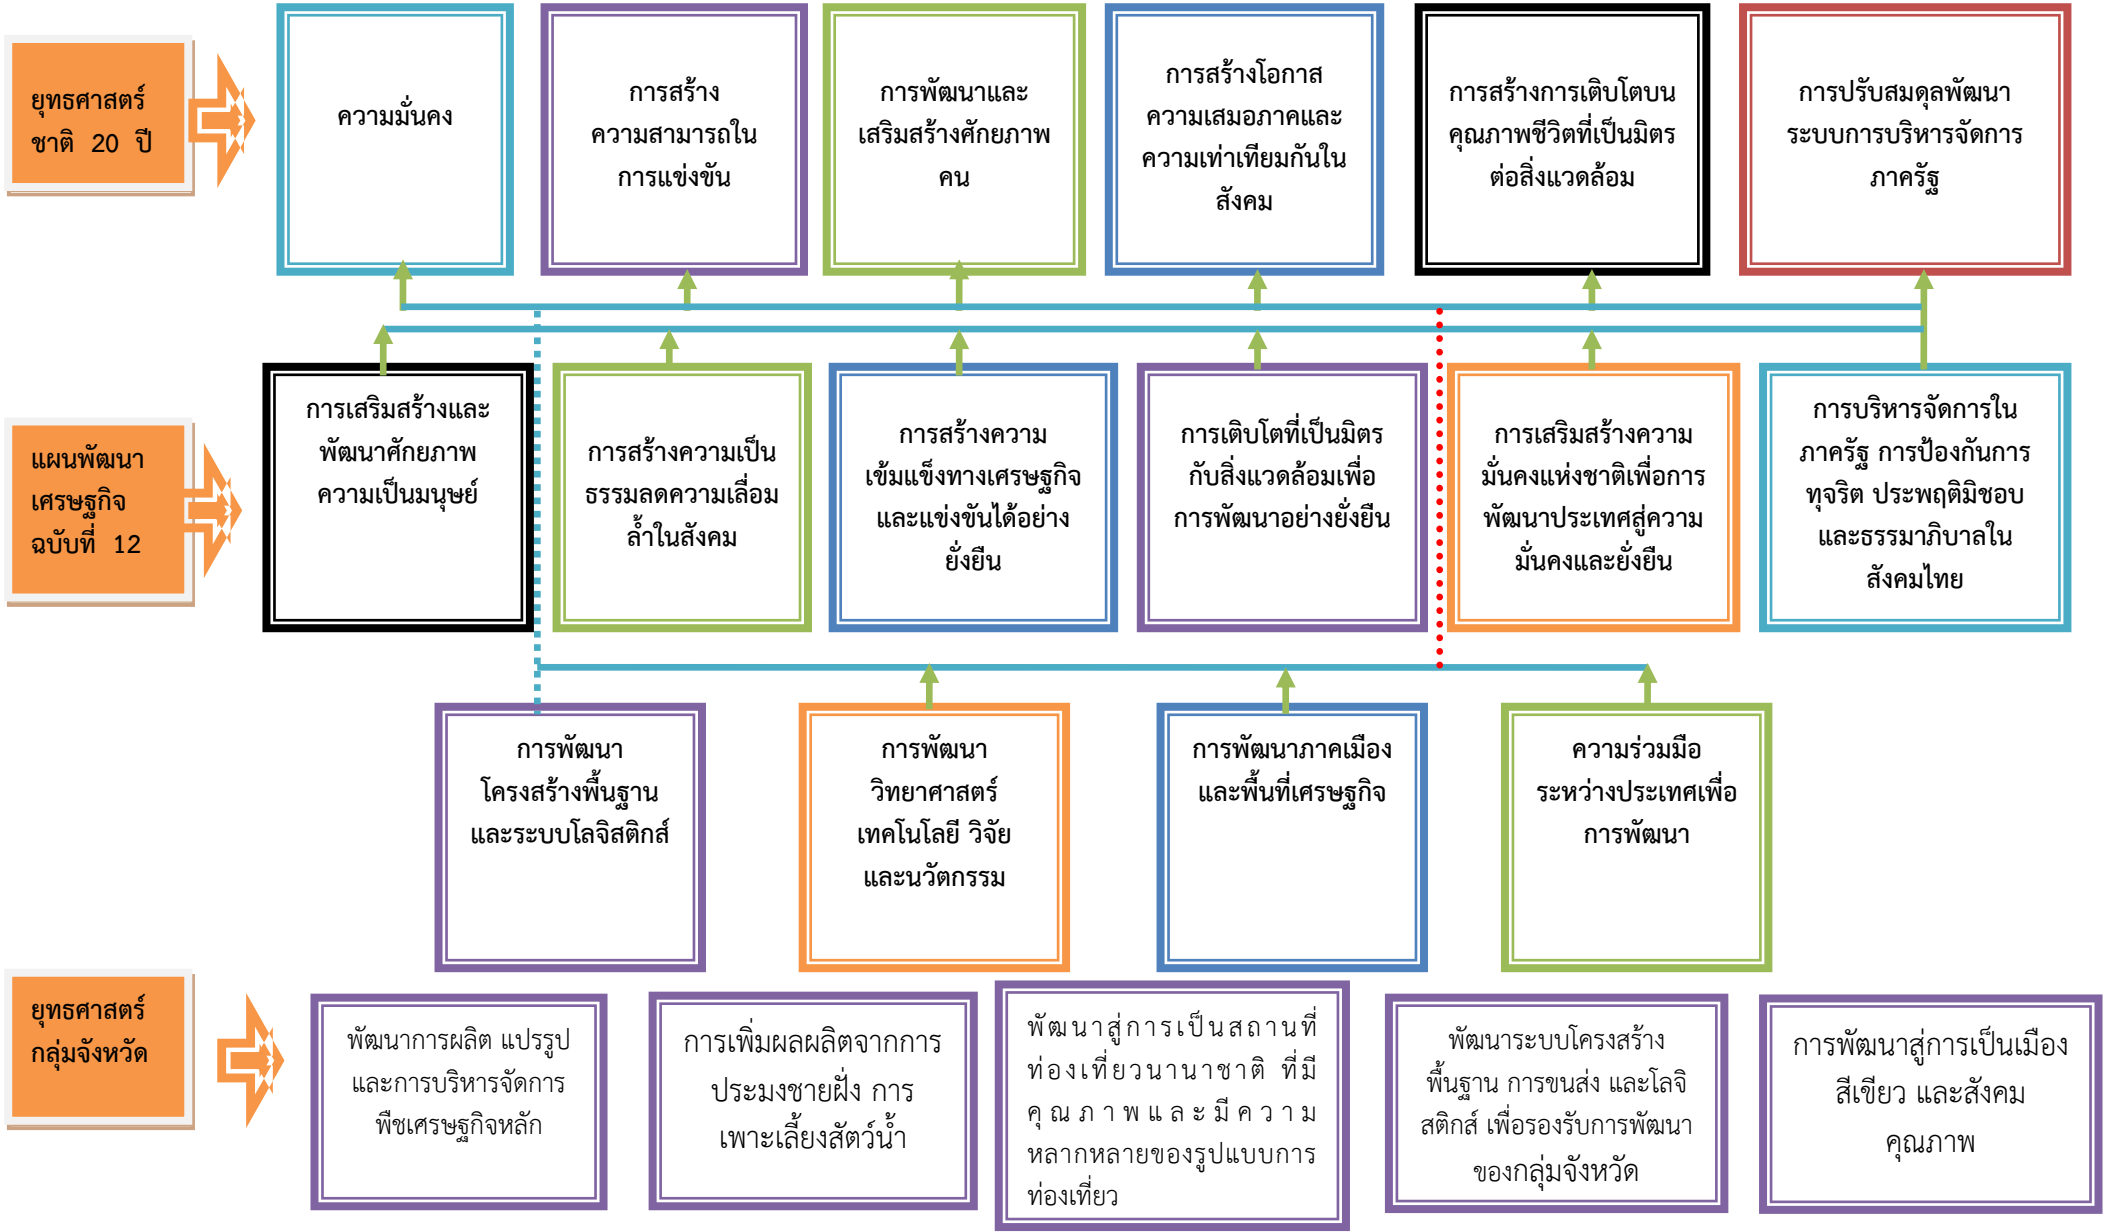 ยุทธศาสตร์
ชาติ 20 ปี
ความมั่นคง
การสร้าง
ความสามารถใน
การแข่งขัน
การพัฒนาและ
เสริมสร้างศักยภาพ
คน
การสร้างโอกาส
ความเสมอภาคและ
ความเท่าเทียมกันใน
สังคม
การสร้างการเติบโตบน
คุณภาพชีวิตที่เป็นมิตร
ต่อสิ่งแวดล้อม
การปรับสมดุลพัฒนา
ระบบการบริหารจัดการ
ภาครัฐ
แผนพัฒนา
เศรษฐกิจ
ฉบับที่ 12
การเสริมสร้างและ
พัฒนาศักยภาพ
ความเป็นมนุษย์
การสร้างความเป็น
ธรรมลดความเลื่อม
ล้ำในสังคม
การสร้างความ
เข้มแข็งทางเศรษฐกิจ
และแข่งขันได้อย่าง
ยั่งยืน
การเติบโตที่เป็นมิตร
กับสิ่งแวดล้อมเพื่อ
การพัฒนาอย่างยั่งยืน
การเสริมสร้างความ
มั่นคงแห่งชาติเพื่อการ
พัฒนาประเทศสู่ความ
มั่นคงและยั่งยืน
การบริหารจัดการใน
ภาครัฐ การป้องกันการ
ทุจริต ประพฤติมิชอบ
และธรรมาภิบาลใน
สังคมไทย
การพัฒนา
โครงสร้างพื้นฐาน
และระบบโลจิสติกส์
การพัฒนา
วิทยาศาสตร์
เทคโนโลยี วิจัย
และนวัตกรรม
การพัฒนาภาคเมือง
และพื้นที่เศรษฐกิจ
ความร่วมมือ
ระหว่างประเทศเพื่อ
การพัฒนา
ยุทธศาสตร์
กลุ่มจังหวัด
พัฒนาการผลิต แปรรูป
และการบริหารจัดการ
พืชเศรษฐกิจหลัก
การเพิ่มผลผลิตจากการ
ประมงชายฝั่ง การ
เพาะเลี้ยงสัตว์น้ำ
พัฒนาสู่การเป็นสถานที่
ท่องเที่ยวนานาชาติ ที่มี
คุณภาพและมีความ
หลากหลายของรูปแบบการ
ท่องเที่ยว
พัฒนาระบบโครงสร้าง
พื้นฐาน การขนส่ง และโลจิ
สติกส์ เพื่อรองรับการพัฒนา
ของกลุ่มจังหวัด
การพัฒนาสู่การเป็นเมือง
สีเขียว และสังคม
คุณภาพ